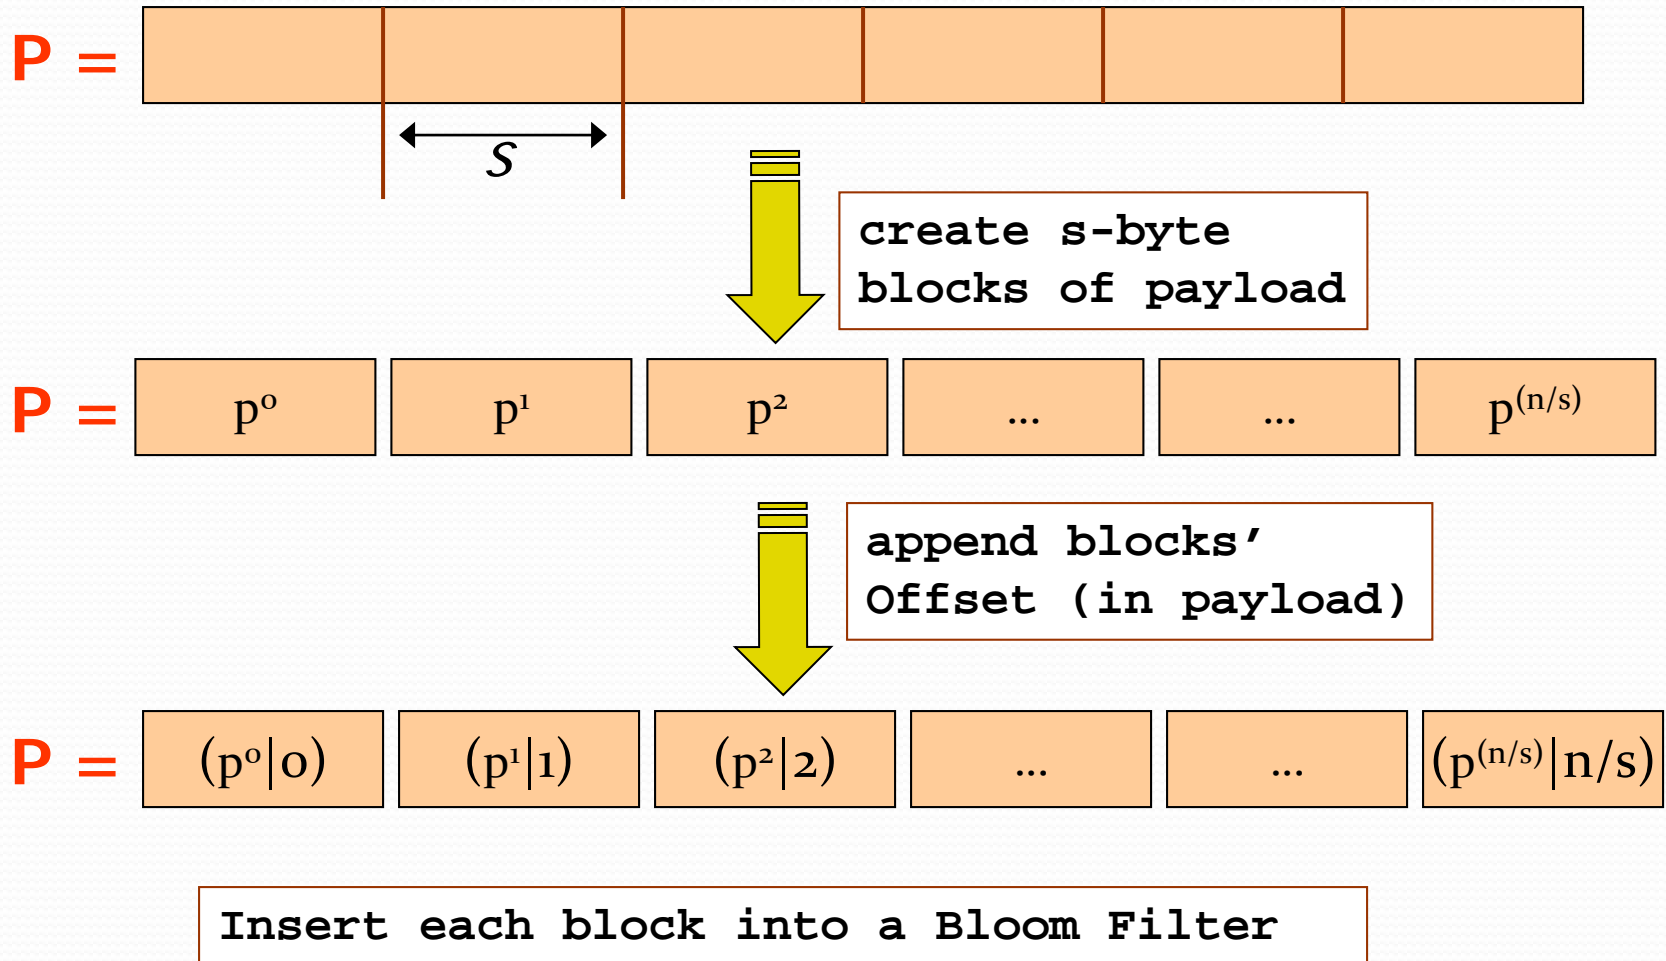 P =
s
create s-byte
blocks of payload
P = p⁰ p¹ p² ... ... p⁽ⁿ/ˢ⁾
append blocks’
Offset (in payload)
P = (p⁰|0) (p¹|1) (p²|2) ... ... (p⁽ⁿ/ˢ⁾|n/s)
Insert each block into a Bloom Filter